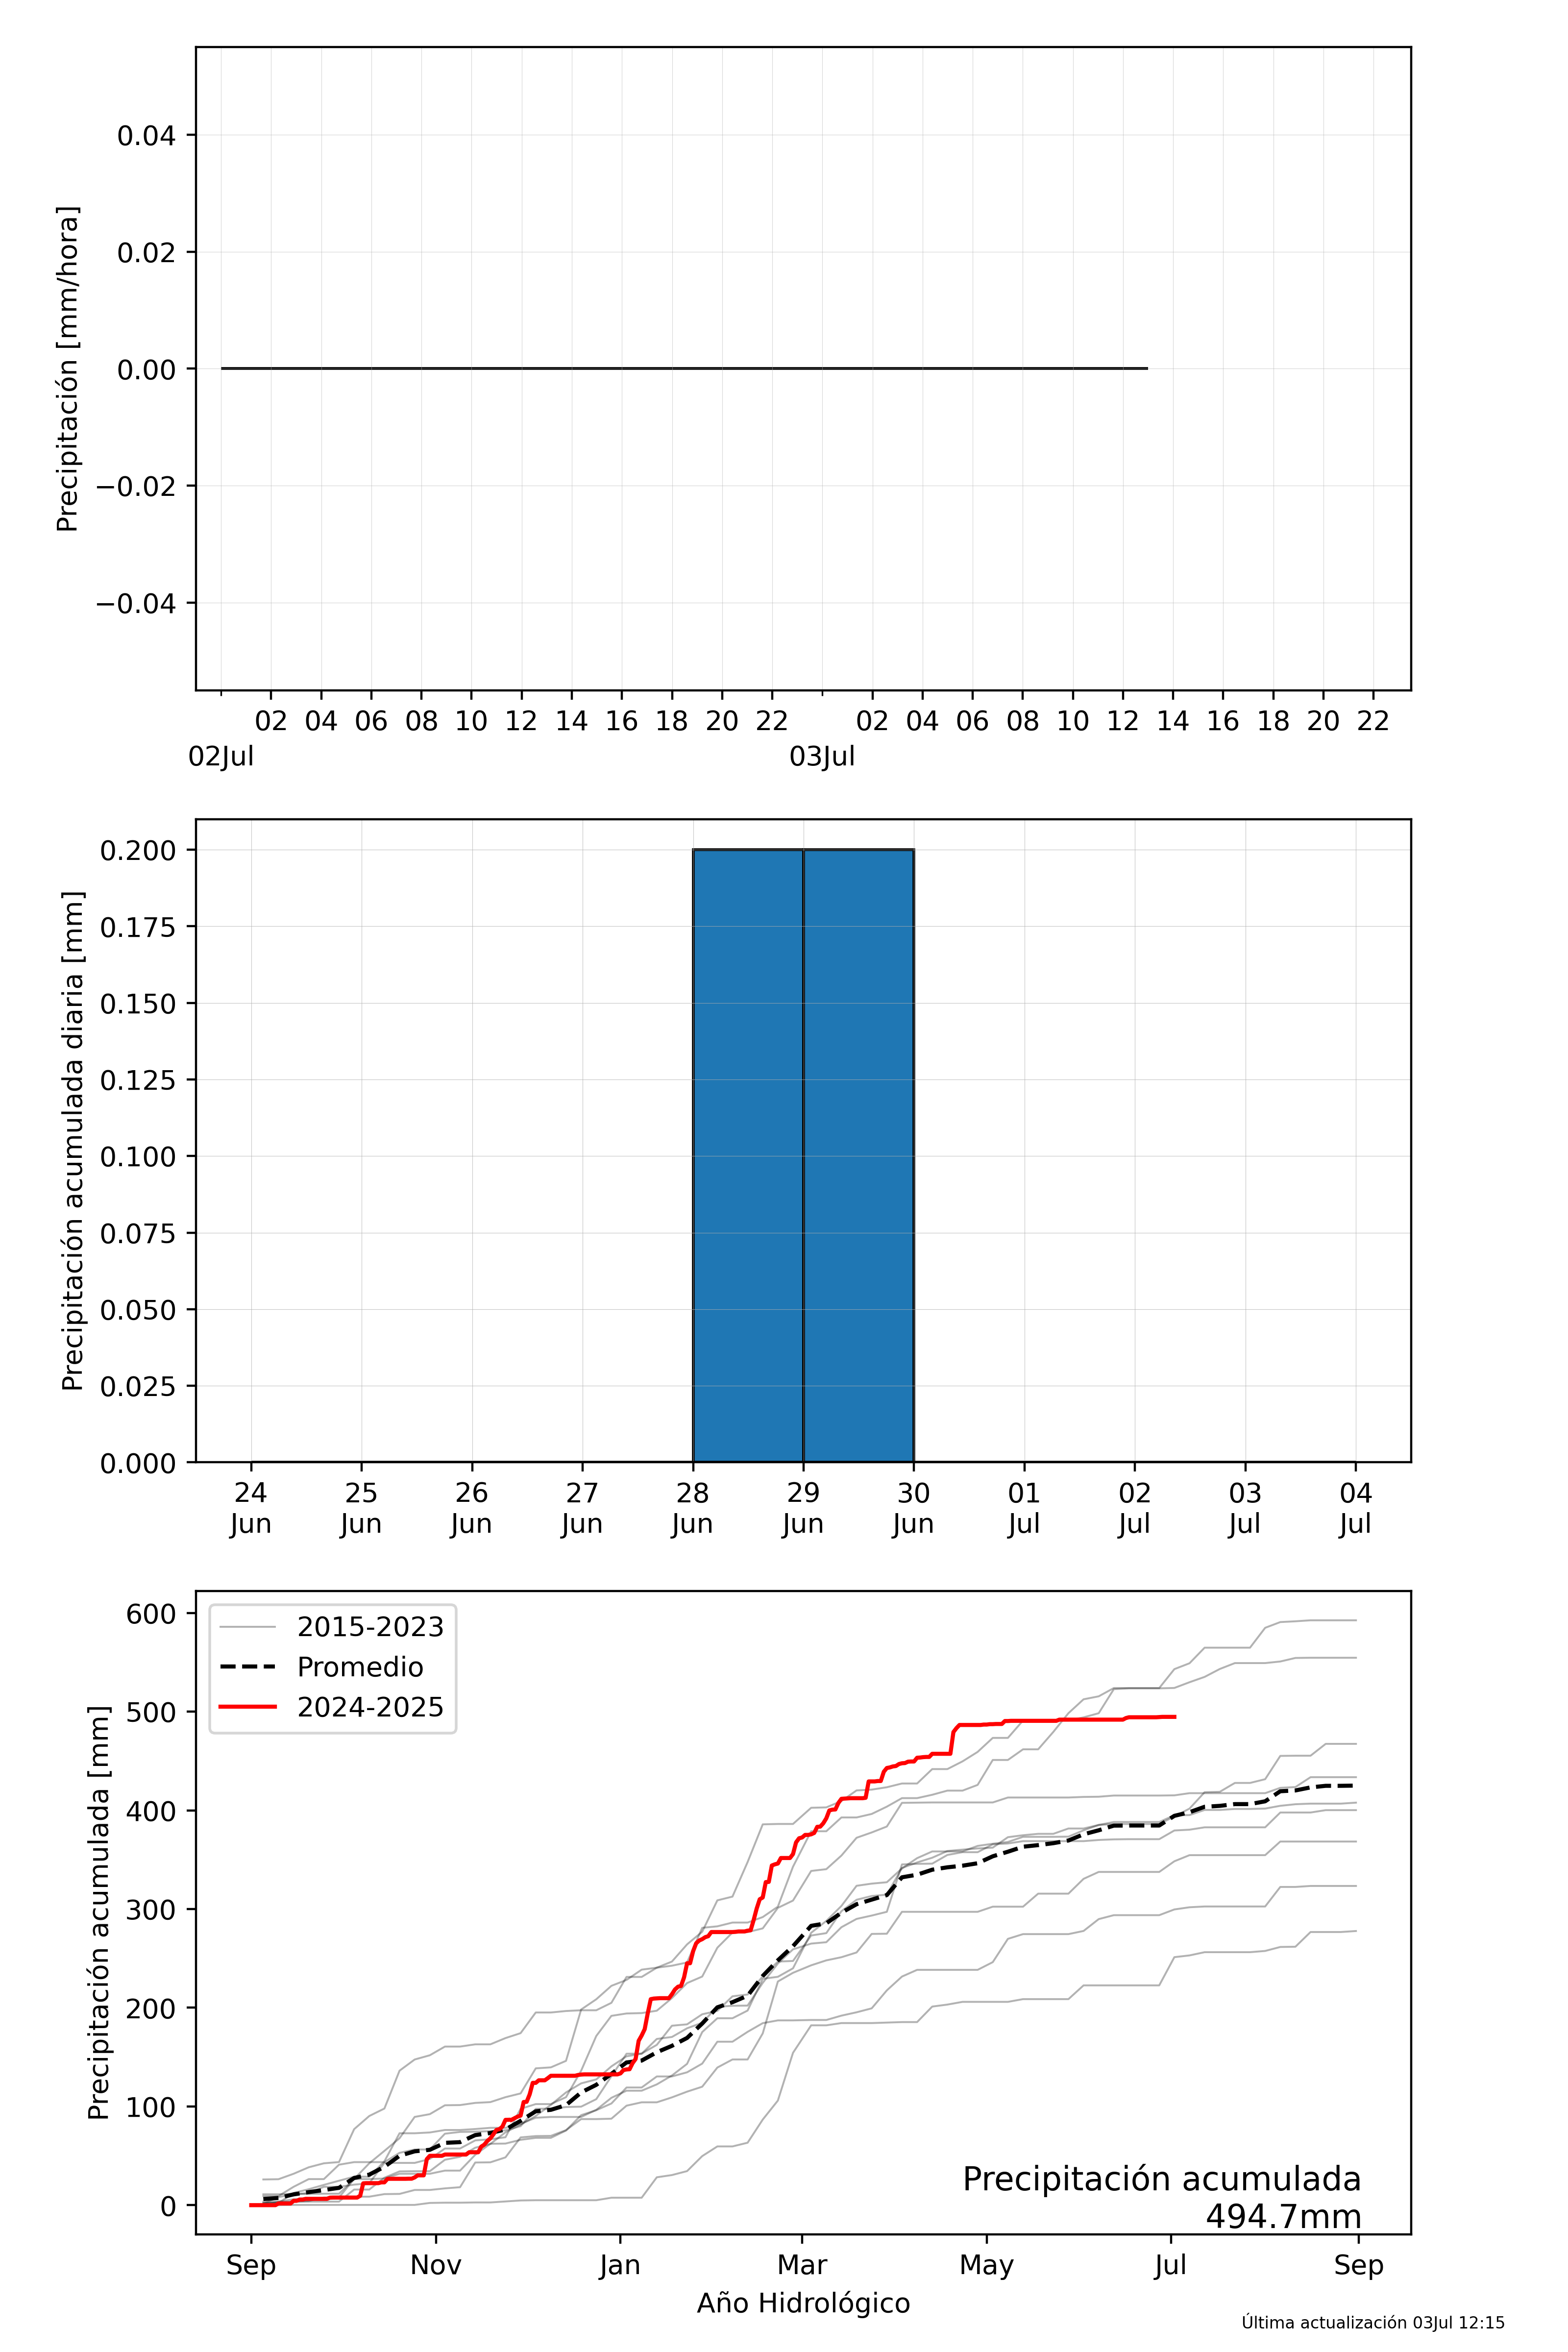 Precipitación [mm/hora]
0.04
0.02
0.00
−0.02
−0.04
02 04 06 08 10 12 14 16 18 20 22 02 04 06 08 10 12 14 16 18 20 22
02Jul 03Jul
Precipitación acumulada diaria [mm]
0.200
0.175
0.150
0.125
0.100
0.075
0.050
0.025
0.000
24 25 26 27 28 29 30 01 02 03 04
Jun Jun Jun Jun Jun Jun Jun Jul Jul Jul Jul
Precipitación acumulada [mm]
600
500
400
300
200
100
0
2015-2023
Promedio
2024-2025
Precipitación acumulada
494.7mm
Sep Nov Jan Mar May Jul Sep
Año Hidrológico
Última actualización 03Jul 12:15